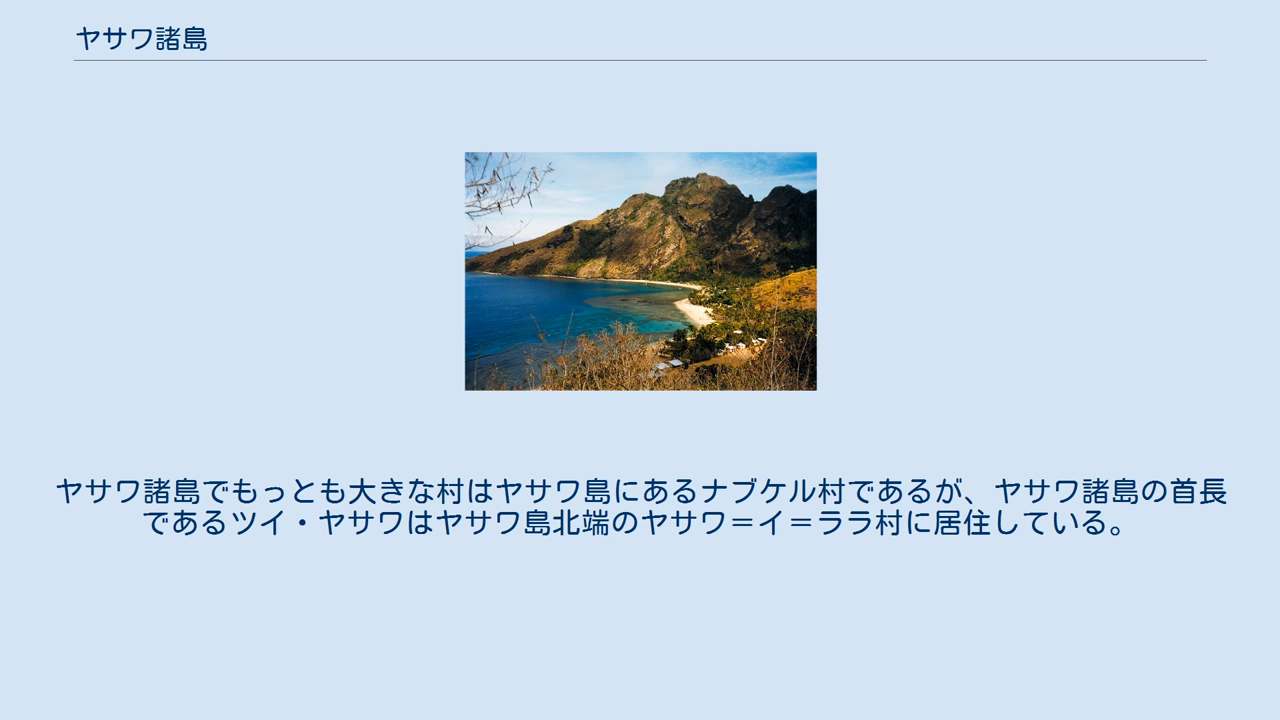 ヤサワ諸島
ヤサワ諸島でもっとも大きな村はヤサワ島にあるナブケル村であるが、ヤサワ諸島の首長
であるツイ・ヤサワはヤサワ島北端のヤサワ＝イ＝ララ村に居住している。